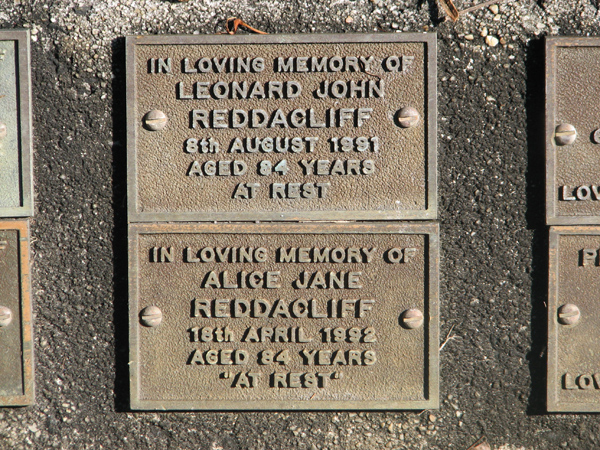 IN LOVING MEMORY OF
LEONARD JOHN
REDDACLIFF
8th AUGUST 1991
AGED 84 YEARS
AT REST
IN LOVING MEMORY OF
ALICE JANE
REDDACLIFF
16th APRIL 1992
AGED 84 YEARS
"AT REST"